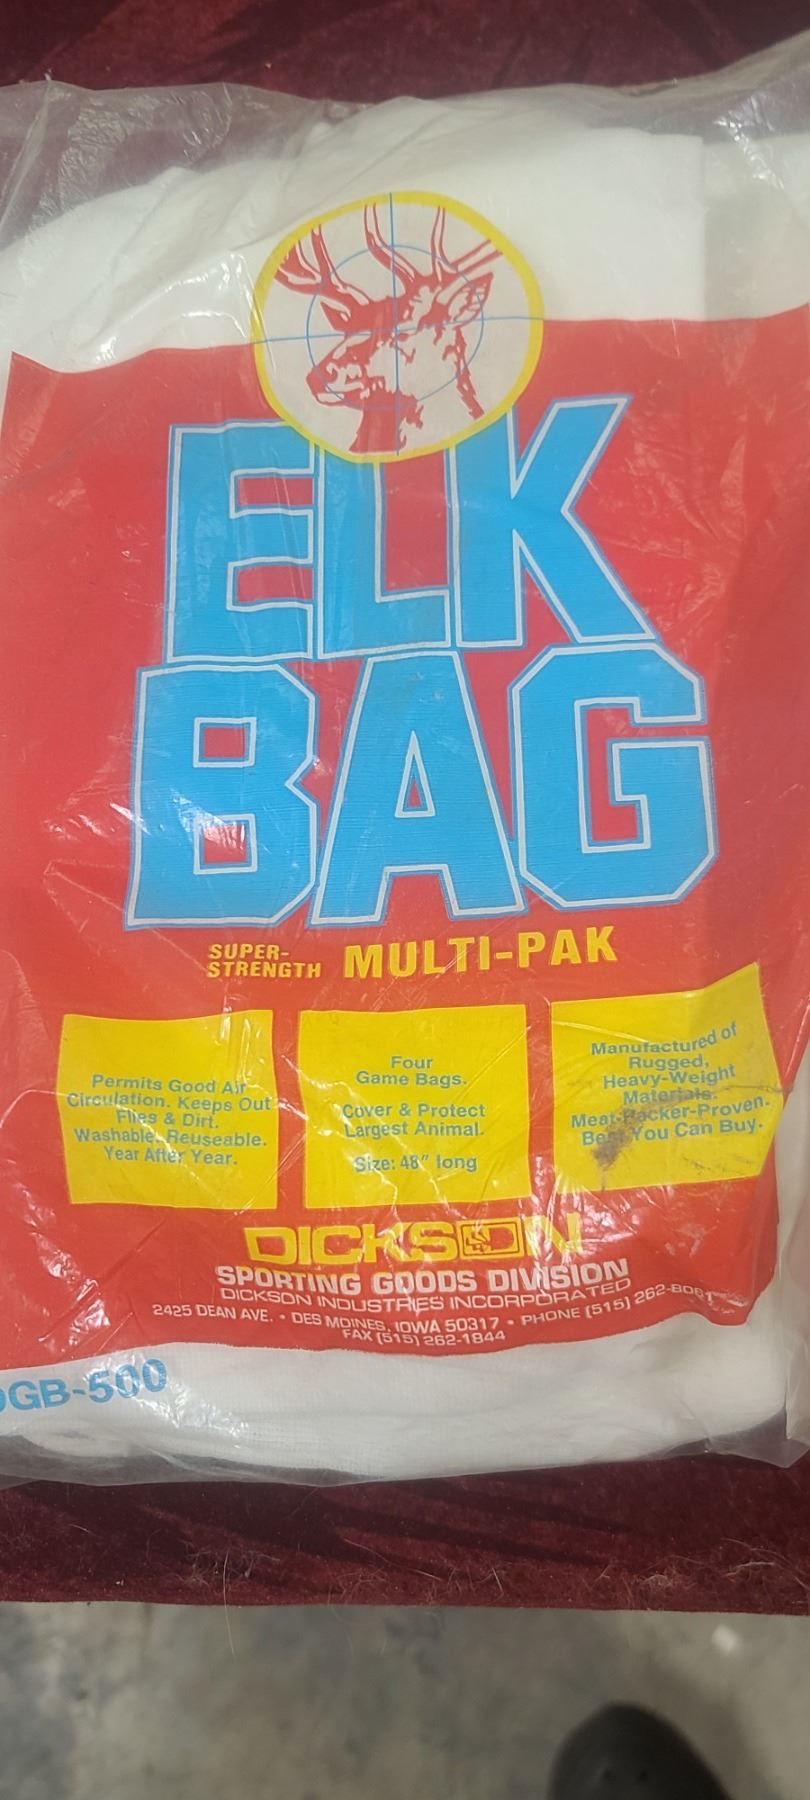 ELK
BAG
SUPER-
STRENGTH MULTI-PAK
Permits Good Air
Circulation. Keeps Out
Flies & Dirt.
Washable. Reuseable.
Year After Year.
Four
Game Bags.
Cover & Protect
Largest Animal.
Size: 48" long
Manufactured of
Rugged,
Heavy-Weight
Materials.
Meat-Packer-Proven.
Best You Can Buy.
DICKSON
SPORTING GOODS DIVISION
DICKSON INDUSTRIES INCORPORATED
2425 DEAN AVE. • DES MOINES, IOWA 50317 • PHONE (515) 262-8061
FAX (515) 262-1844
DGB-500